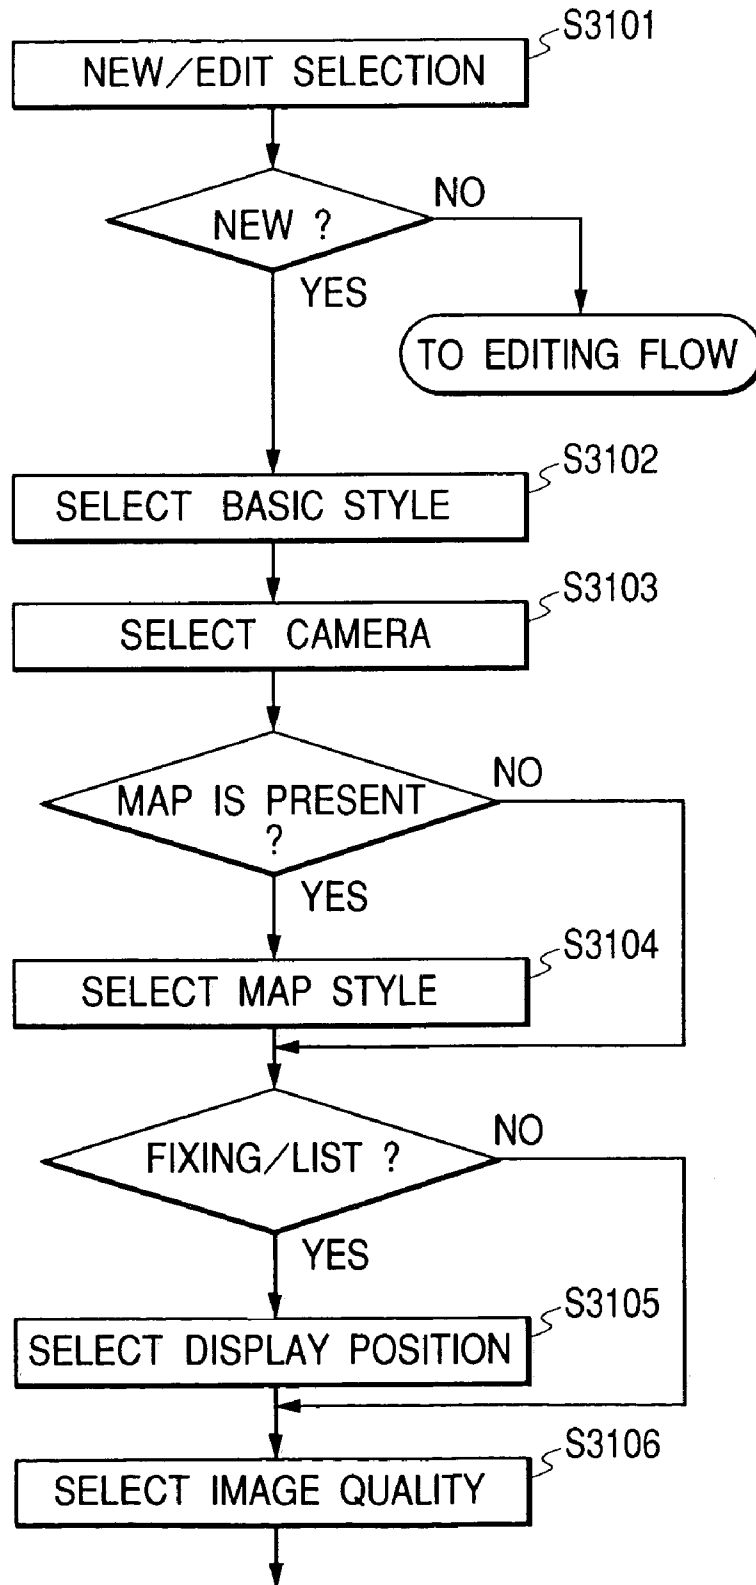 S3101
NEW/EDIT SELECTION
NEW ?
NO
YES
TO EDITING FLOW
S3102
SELECT BASIC STYLE
S3103
SELECT CAMERA
NO
MAP IS PRESENT
?
YES
S3104
SELECT MAP STYLE
NO
FIXING/LIST ?
YES
S3105
SELECT DISPLAY POSITION
S3106
SELECT IMAGE QUALITY